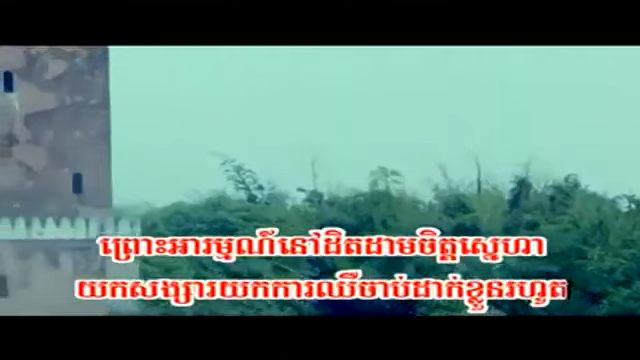 ព្រោះអារម្មណ៍នៅដិតដាមចិត្តស្នេហា
យកសង្សារយកការឈឺចាប់ដាក់ខ្លួនរហូត